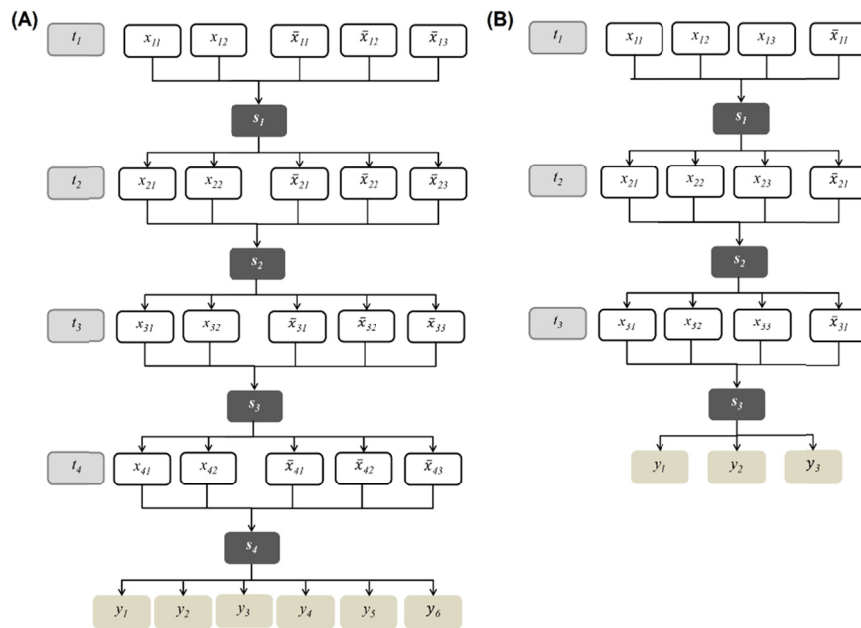 (A)
t₁ x₁₁ x₁₂ x̄₁₁ x̄₁₂ x̄₁₃
s₁
t₂ x₂₁ x₂₂ x̄₂₁ x̄₂₂ x̄₂₃
s₂
t₃ x₃₁ x₃₂ x̄₃₁ x̄₃₂ x̄₃₃
s₃
t₄ x₄₁ x₄₂ x̄₄₁ x̄₄₂ x̄₄₃
s₄
y₁ y₂ y₃ y₄ y₅ y₆
(B)
t₁ x₁₁ x₁₂ x₁₃ x̄₁₁
s₁
t₂ x₂₁ x₂₂ x₂₃ x̄₂₁
s₂
t₃ x₃₁ x₃₂ x₃₃ x̄₃₁
s₃
y₁ y₂ y₃